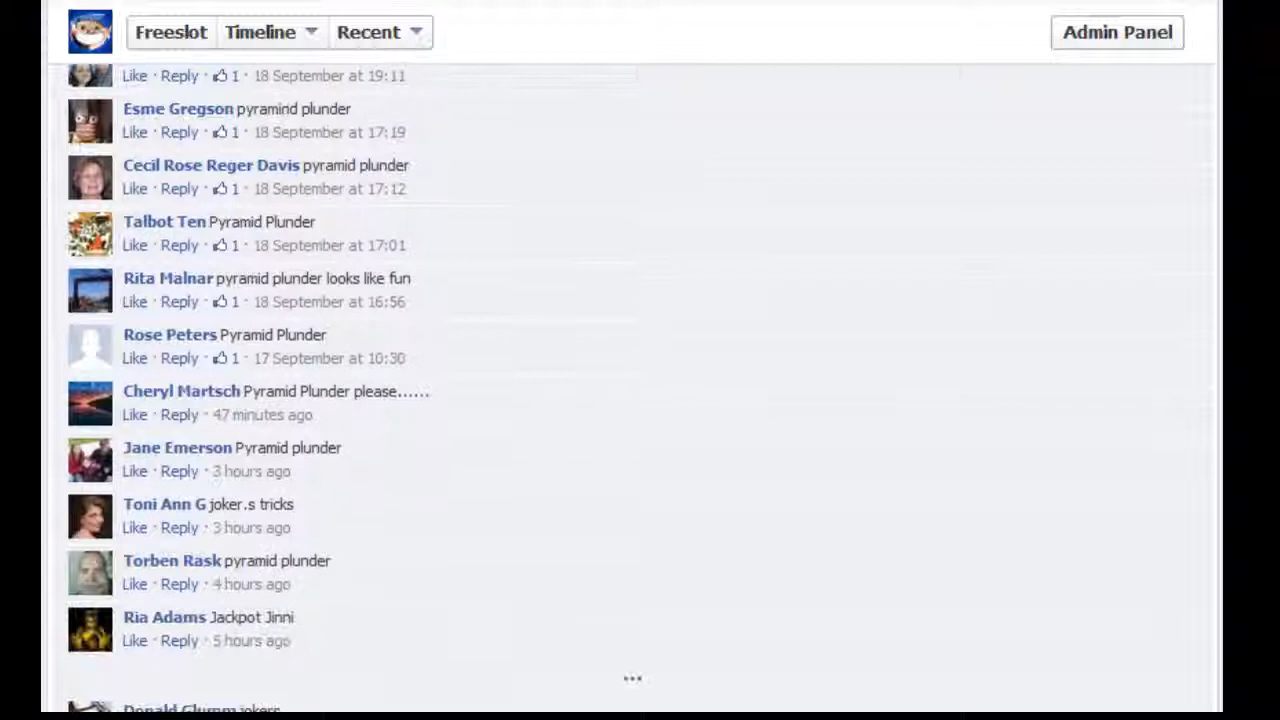 Freeslot Timeline Recent Admin Panel
Like · Reply · 1 · 18 September at 19:11
Esme Gregson pyramind plunder
Like · Reply · 1 · 18 September at 17:19
Cecil Rose Reger Davis pyramid plunder
Like · Reply · 1 · 18 September at 17:12
Talbot Ten Pyramid Plunder
Like · Reply · 1 · 18 September at 17:01
Rita Malnar pyramid plunder looks like fun
Like · Reply · 1 · 18 September at 16:56
Rose Peters Pyramid Plunder
Like · Reply · 1 · 17 September at 10:30
Cheryl Martsch Pyramid Plunder please......
Like · Reply · 47 minutes ago
Jane Emerson Pyramid plunder
Like · Reply · 3 hours ago
Toni Ann G joker.s tricks
Like · Reply · 3 hours ago
Torben Rask pyramid plunder
Like · Reply · 4 hours ago
Ria Adams Jackpot Jinni
Like · Reply · 5 hours ago
...
Donald Glumm jokers